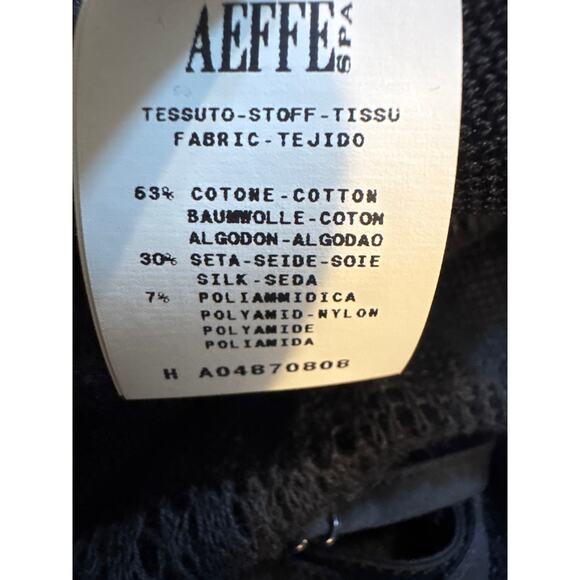 AEFFE SPA
TESSUTO-STOFF-TISSU
FABRIC-TEJIDO
63% COTONE-COTTON
BAUMWOLLE-COTON
ALGODON-ALGODAO
30% SETA-SEIDE-SOIE
SILK-SEDA
7% POLIAMMIDICA
POLYAMID-NYLON
POLYAMIDE
POLIAMIDA
H A04870808